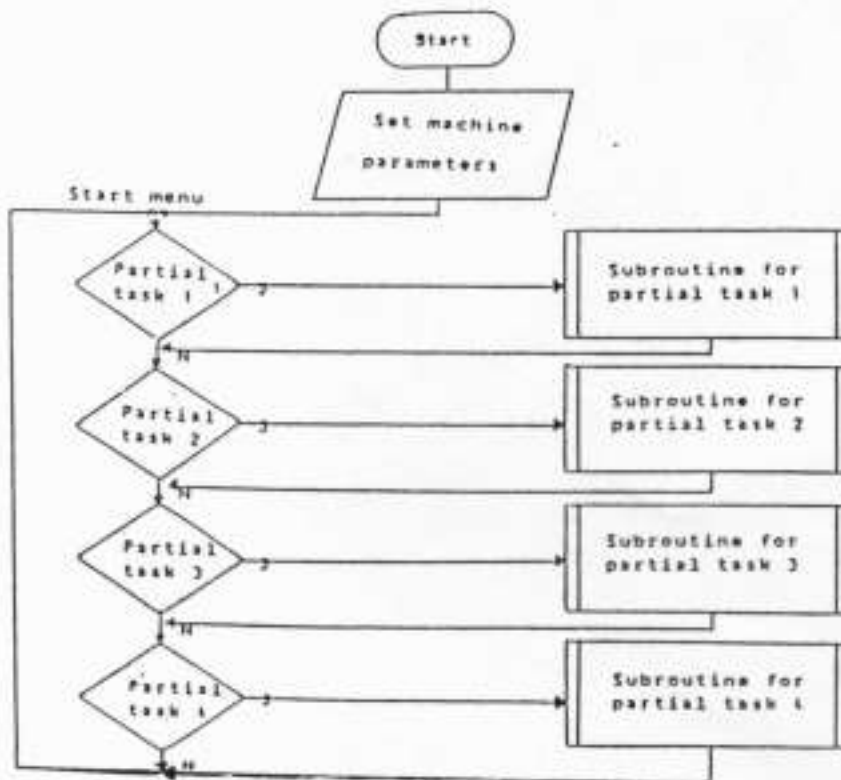 Start
Set machine
parameters
Start menu
Partial
task 1
J
Subroutine for
partial task 1
N
Partial
task 2
J
Subroutine for
partial task 2
N
Partial
task 3
J
Subroutine for
partial task 3
N
Partial
task 4
J
Subroutine for
partial task 4
N